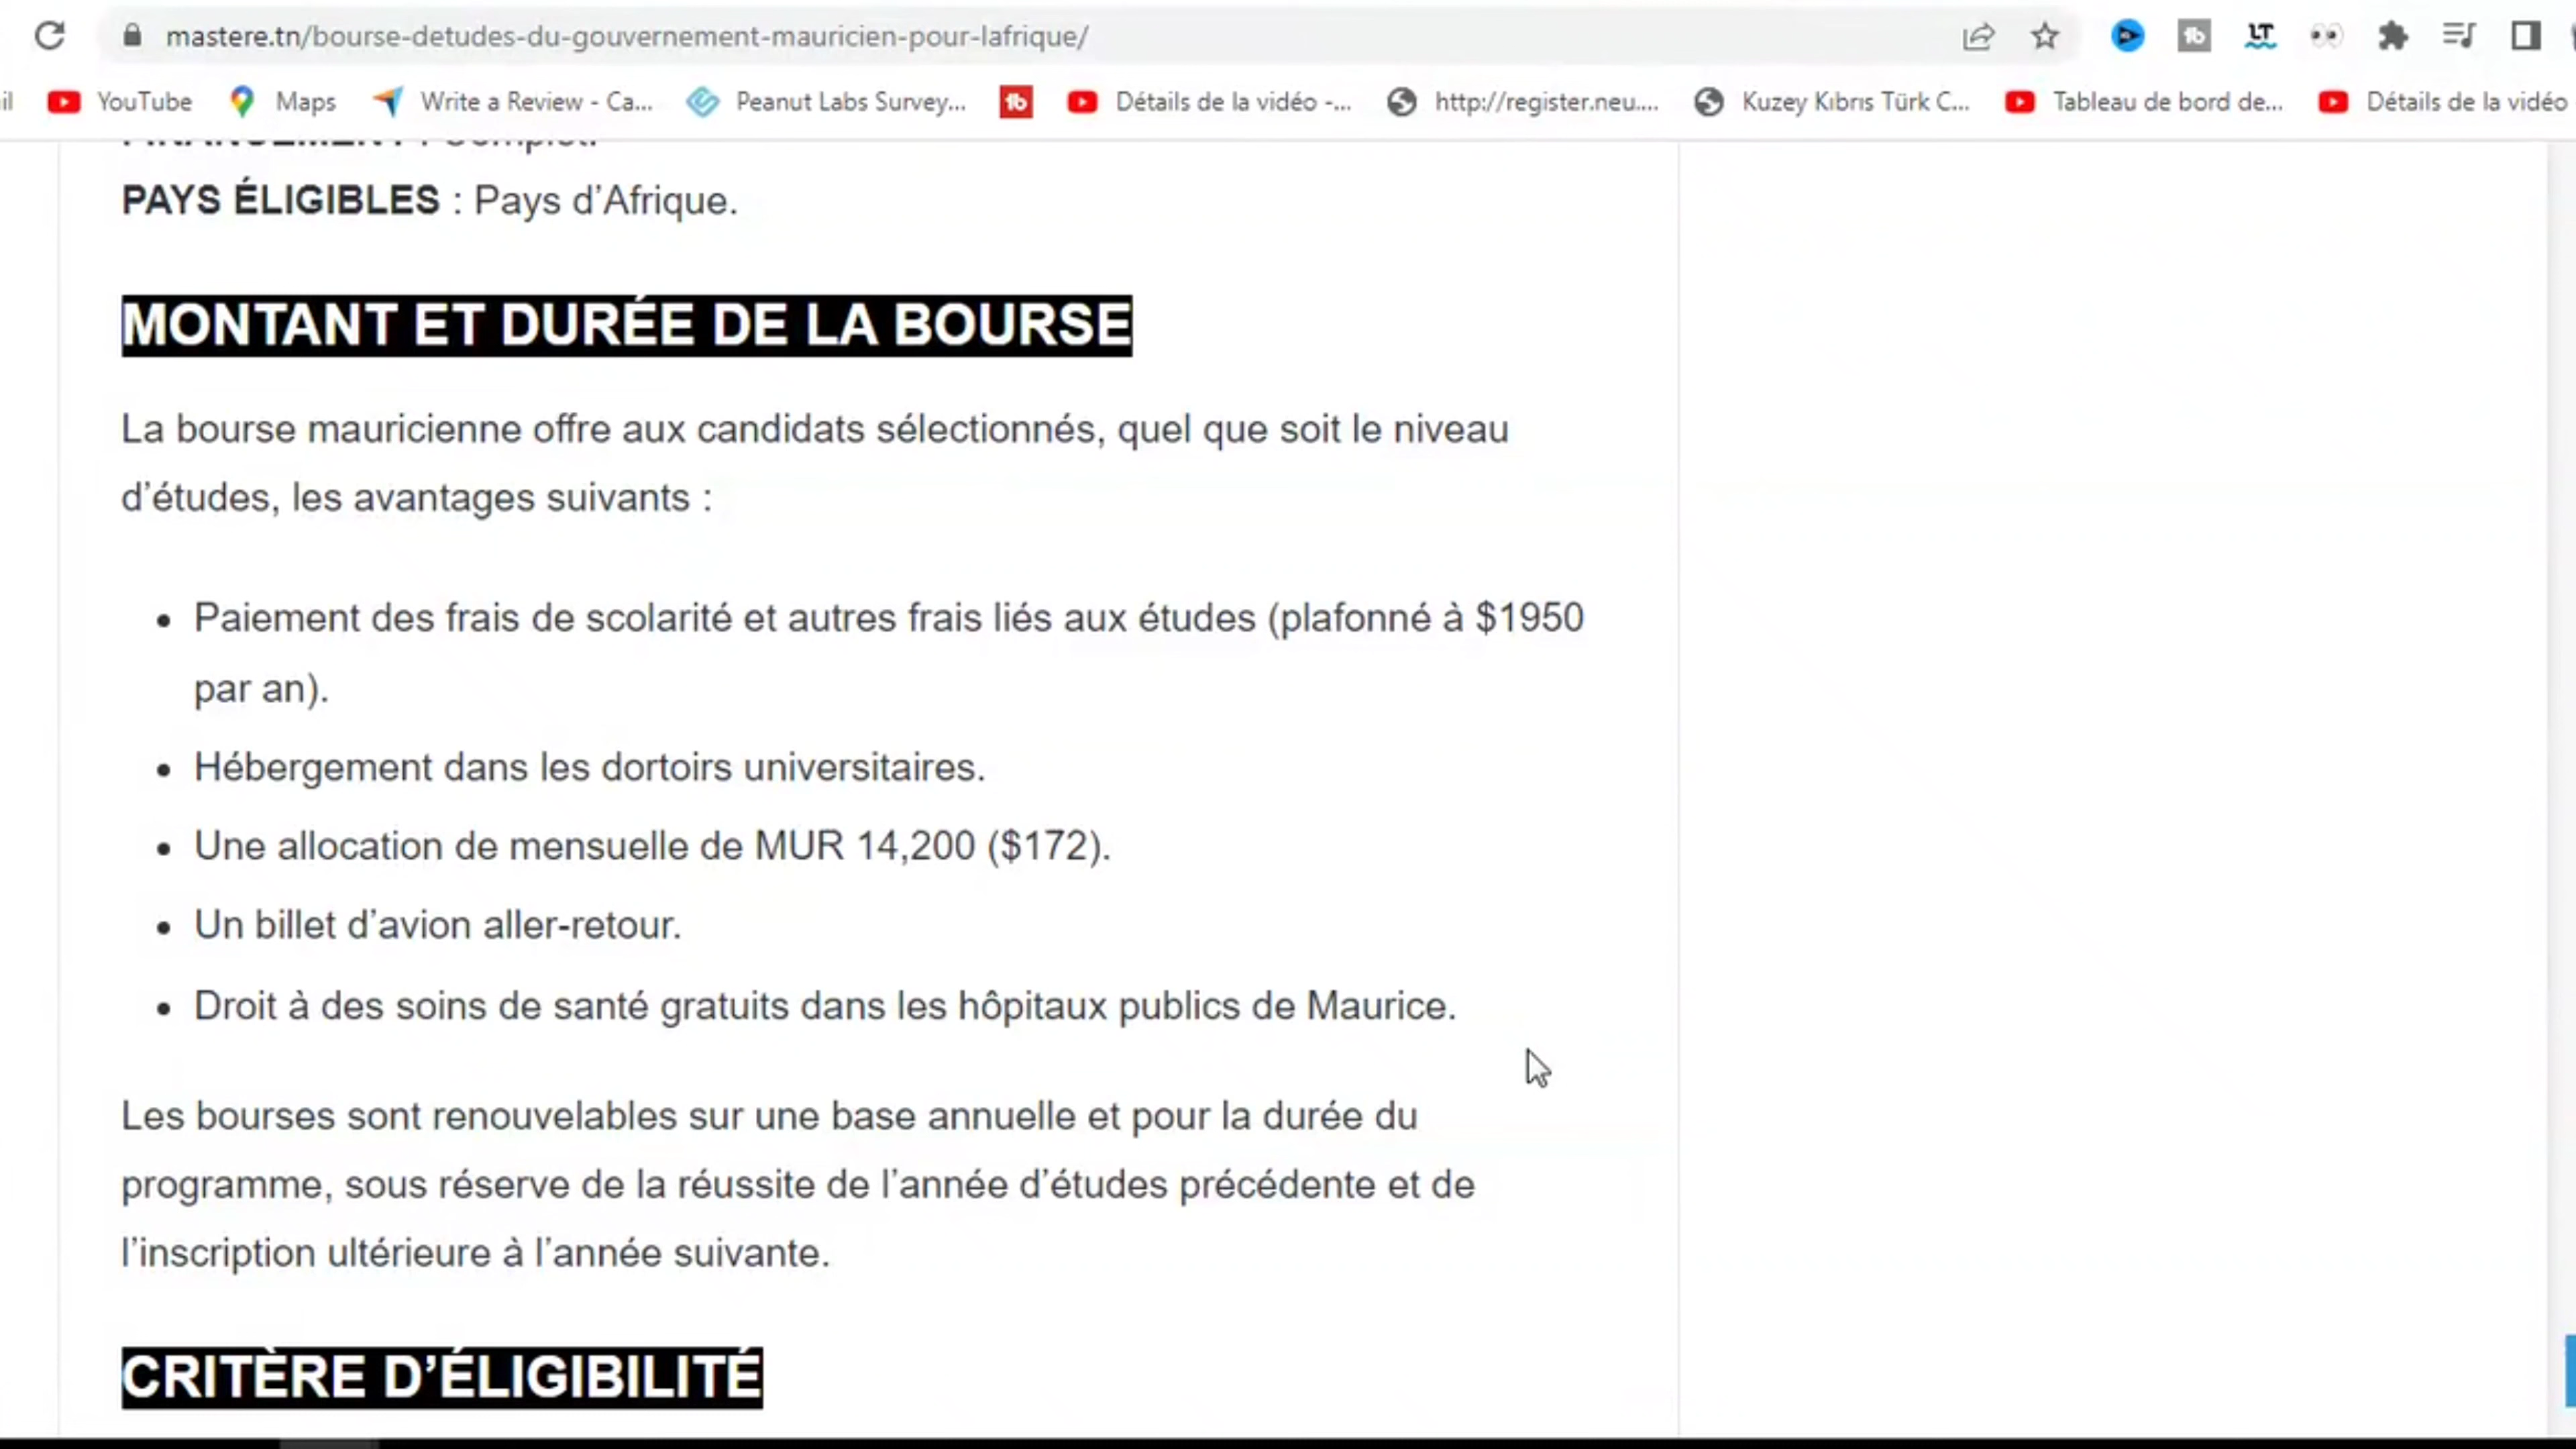 mastere.tn/bourse-detudes-du-gouvernement-mauricien-pour-lafrique/
YouTube Maps Write a Review - Ca... Peanut Labs Survey... Détails de la vidéo -... http://register.neu.... Kuzey Kıbrıs Türk C... Tableau de bord de... Détails de la vidéo
PAYS ÉLIGIBLES : Pays d’Afrique.
MONTANT ET DURÉE DE LA BOURSE
La bourse mauricienne offre aux candidats sélectionnés, quel que soit le niveau
d’études, les avantages suivants :
• Paiement des frais de scolarité et autres frais liés aux études (plafonné à $1950
par an).
• Hébergement dans les dortoirs universitaires.
• Une allocation de mensuelle de MUR 14,200 ($172).
• Un billet d’avion aller-retour.
• Droit à des soins de santé gratuits dans les hôpitaux publics de Maurice.
Les bourses sont renouvelables sur une base annuelle et pour la durée du
programme, sous réserve de la réussite de l’année d’études précédente et de
l’inscription ultérieure à l’année suivante.
CRITÈRE D’ÉLIGIBILITÉ